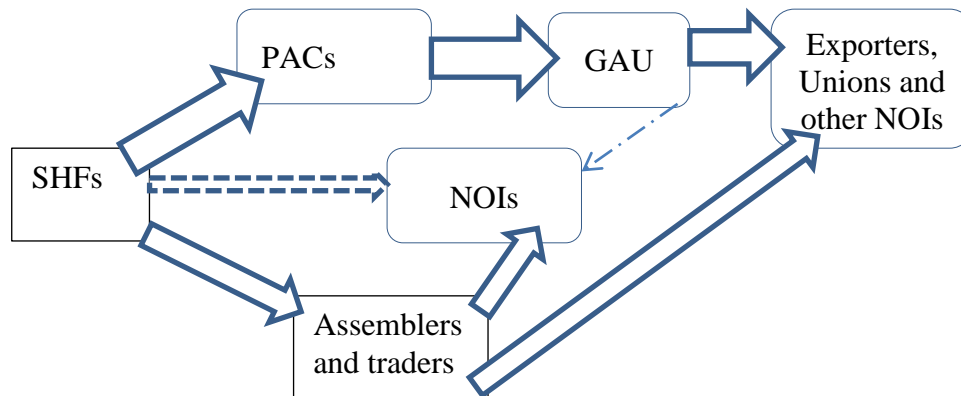 PACs
GAU
Exporters,
Unions and
other NOIs
SHFs
NOIs
Assemblers
and traders